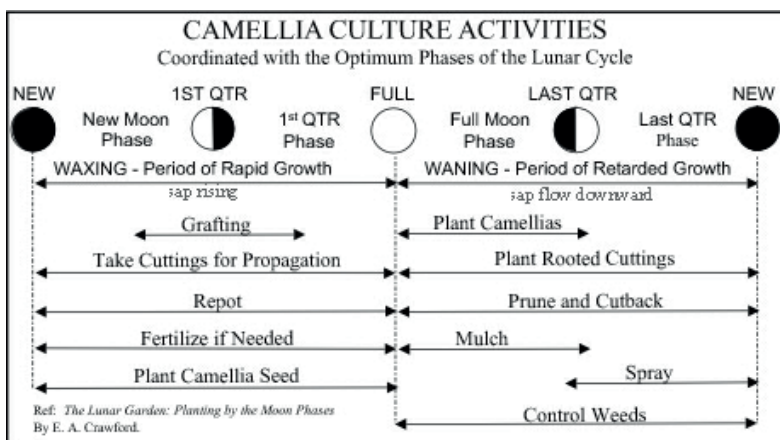 CAMELLIA CULTURE ACTIVITIES
Coordinated with the Optimum Phases of the Lunar Cycle
NEW 1ST QTR FULL LAST QTR NEW
New Moon Phase
1st QTR Phase
Full Moon Phase
Last QTR Phase
WAXING - Period of Rapid Growth
sap rising
WANING - Period of Retarded Growth
sap flow downward
Grafting
Plant Camellias
Take Cuttings for Propagation
Plant Rooted Cuttings
Repot
Prune and Cutback
Fertilize if Needed
Mulch
Plant Camellia Seed
Spray
Control Weeds
Ref: The Lunar Garden: Planting by the Moon Phases
By E. A. Crawford.